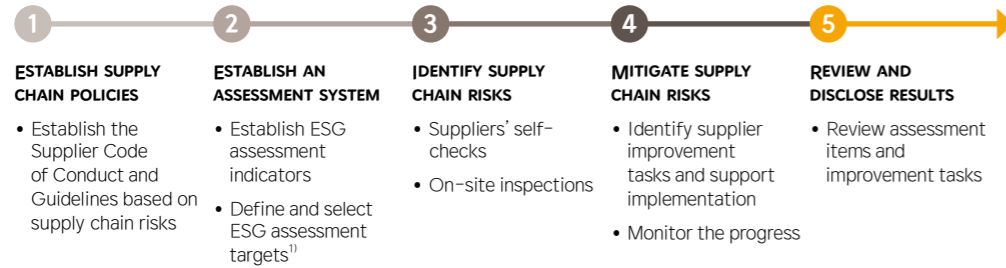 1
ESTABLISH SUPPLY
CHAIN POLICIES
• Establish the
Supplier Code
of Conduct and
Guidelines based on
supply chain risks
2
ESTABLISH AN
ASSESSMENT SYSTEM
• Establish ESG
assessment
indicators
• Define and select
ESG assessment
targets1)
3
IDENTIFY SUPPLY
CHAIN RISKS
• Suppliers' self-
checks
• On-site inspections
4
MITIGATE SUPPLY
CHAIN RISKS
• Identify supplier
improvement
tasks and support
implementation
• Monitor the progress
5
REVIEW AND
DISCLOSE RESULTS
• Review assessment
items and
improvement tasks